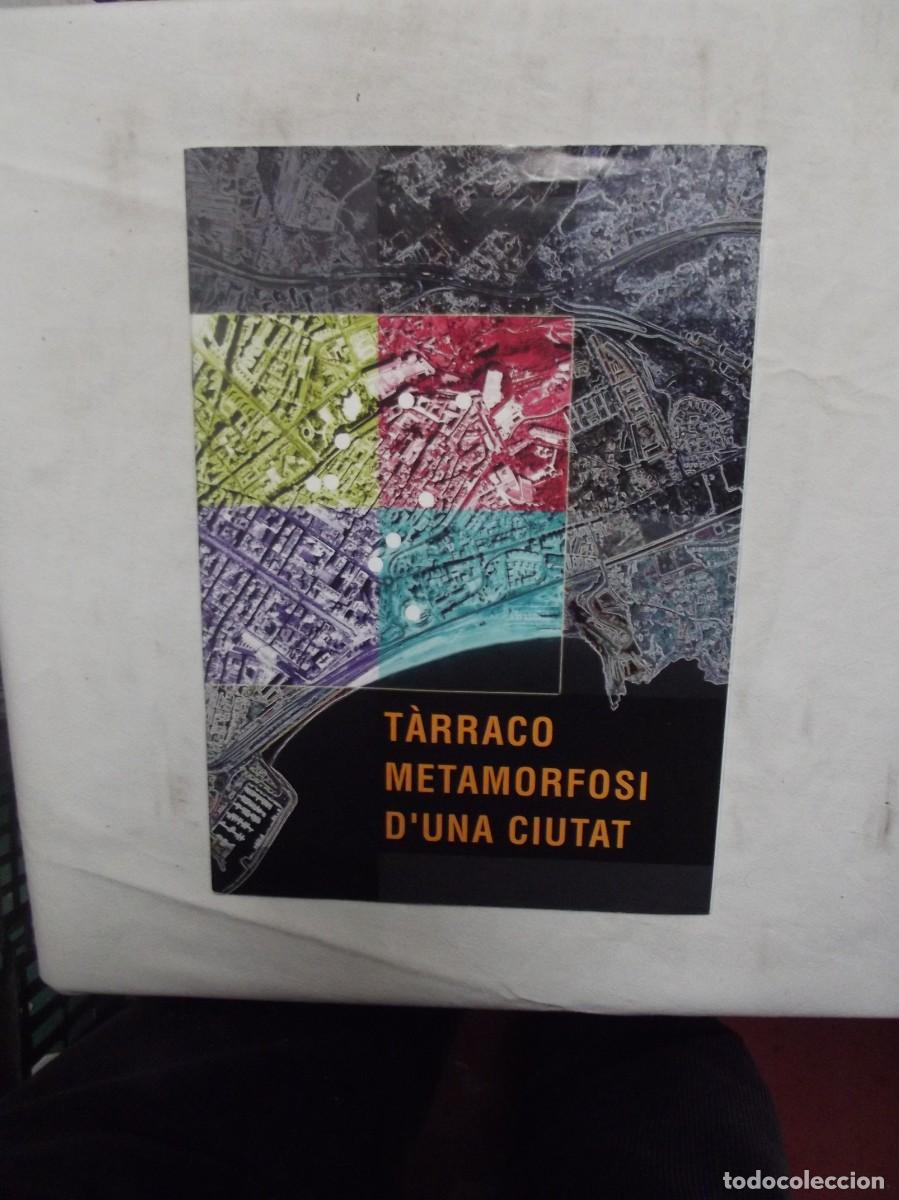 TÀRRACO
METAMORFOSI
D'UNA CIUTAT
todocoleccion